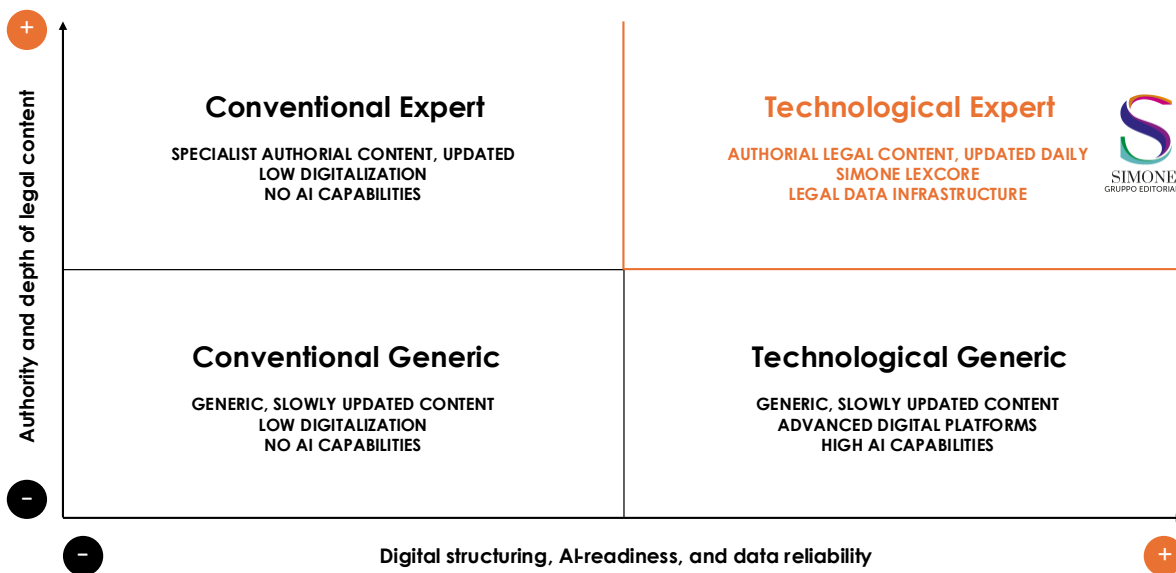 +
Authority and depth of legal content
Conventional Expert
SPECIALIST AUTHORIAL CONTENT, UPDATED
LOW DIGITALIZATION
NO AI CAPABILITIES
Technological Expert
AUTHORIAL LEGAL CONTENT, UPDATED DAILY
SIMONE LEXCORE
LEGAL DATA INFRASTRUCTURE
S
SIMONE
GRUPPO EDITORIAL
Conventional Generic
GENERIC, SLOWLY UPDATED CONTENT
LOW DIGITALIZATION
NO AI CAPABILITIES
Technological Generic
GENERIC, SLOWLY UPDATED CONTENT
ADVANCED DIGITAL PLATFORMS
HIGH AI CAPABILITIES
-
-
Digital structuring, AI-readiness, and data reliability
+